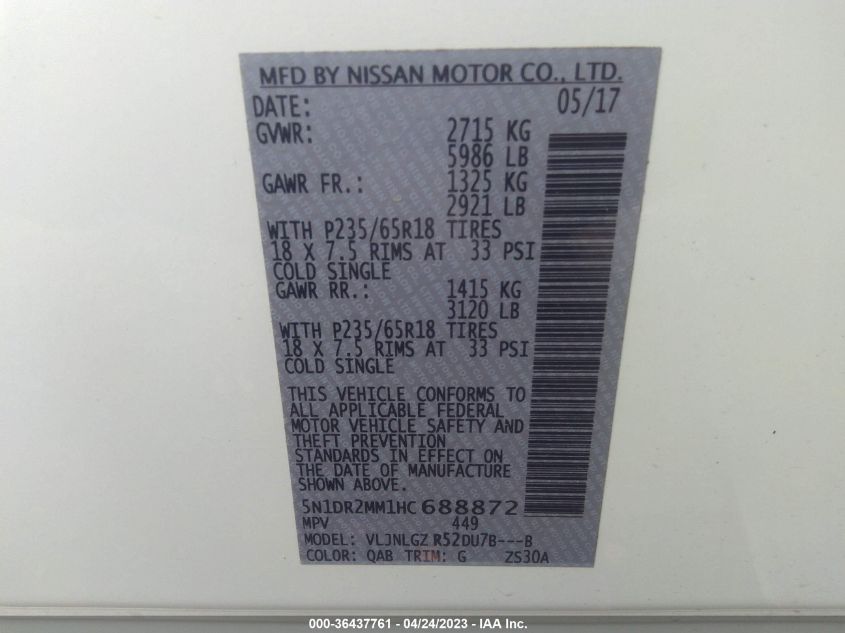 MFD BY NISSAN MOTOR CO., LTD.
DATE: 05/17
GVWR: 2715 KG
5986 LB
GAWR FR.: 1325 KG
2921 LB
WITH P235/65R18 TIRES
18 X 7.5 RIMS AT 33 PSI
COLD SINGLE
GAWR RR.: 1415 KG
3120 LB
WITH P235/65R18 TIRES
18 X 7.5 RIMS AT 33 PSI
COLD SINGLE
THIS VEHICLE CONFORMS TO
ALL APPLICABLE FEDERAL
MOTOR VEHICLE SAFETY AND
THEFT PREVENTION
STANDARDS IN EFFECT ON
THE DATE OF MANUFACTURE
SHOWN ABOVE.
5N1DR2MM1HC688872
MPV 449
MODEL: VLJNLGZ R52DU7B---B
COLOR: QAB TRIM: G ZS30A
000-36437761 - 04/24/2023 - IAA Inc.